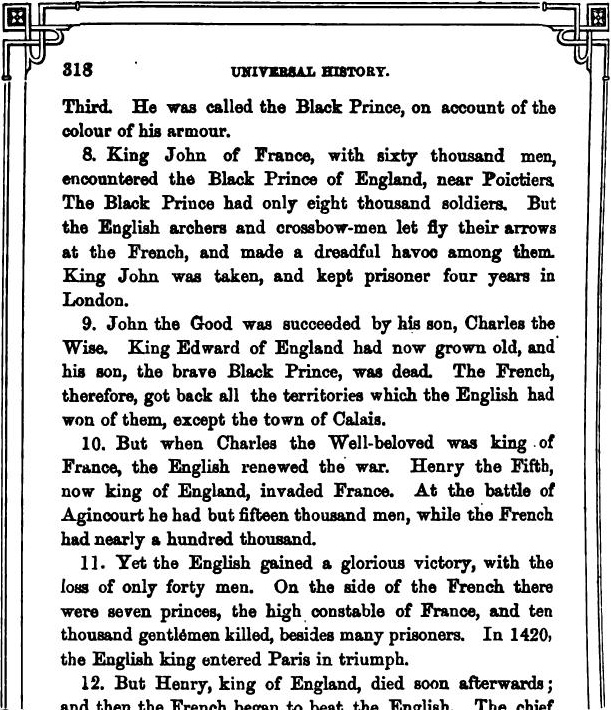 318
UNIVERSAL HISTORY.
Third. He was called the Black Prince, on account of the
colour of his armour.
8. King John of France, with sixty thousand men,
encountered the Black Prince of England, near Poictiers.
The Black Prince had only eight thousand soldiers. But
the English archers and crossbow-men let fly their arrows
at the French, and made a dreadful havoc among them.
King John was taken, and kept prisoner four years in
London.
9. John the Good was succeeded by his son, Charles the
Wise. King Edward of England had now grown old, and
his son, the brave Black Prince, was dead. The French,
therefore, got back all the territories which the English had
won of them, except the town of Calais.
10. But when Charles the Well-beloved was king of
France, the English renewed the war. Henry the Fifth,
now king of England, invaded France. At the battle of
Agincourt he had but fifteen thousand men, while the French
had nearly a hundred thousand.
11. Yet the English gained a glorious victory, with the
loss of only forty men. On the side of the French there
were seven princes, the high constable of France, and ten
thousand gentlemen killed, besides many prisoners. In 1420,
the English king entered Paris in triumph.
12. But Henry, king of England, died soon afterwards;
and then the French began to beat the English. The chief